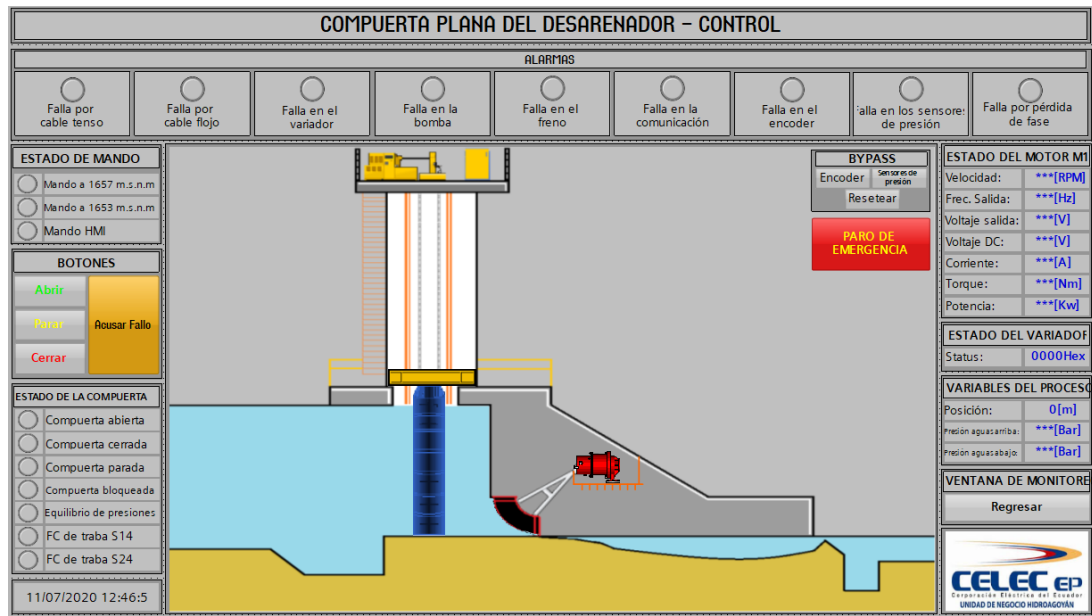 COMPUERTA PLANA DEL DESARENADOR - CONTROL
ALARMAS
Falla por
cable tenso
Falla por
cable flojo
Falla en el
variador
Falla en la
bomba
Falla en el
freno
Falla en la
comunicación
Falla en el
encoder
alla en los sensore
de presión
Falla por pérdida
de fase
ESTADO DE MANDO
Mando a 1657 m.s.n.m
Mando a 1653 m.s.n.m
Mando HMI
BOTONES
Abrir
Parar
Cerrar
Acusar Fallo
ESTADO DE LA COMPUERTA
Compuerta abierta
Compuerta cerrada
Compuerta parada
Compuerta bloqueada
Equilibrio de presiones
FC de traba S14
FC de traba S24
11/07/2020 12:46:5
BYPASS
Encoder
Sensores de
presión
Resetear
PARO DE
EMERGENCIA
ESTADO DEL MOTOR M1
Velocidad: ***[RPM]
Frec. Salida: ***[Hz]
Voltaje salida: ***[V]
Voltaje DC: ***[V]
Corriente: ***[A]
Torque: ***[Nm]
Potencia: ***[Kw]
ESTADO DEL VARIADOR
Status: 0000Hex
VARIABLES DEL PROCESO
Posición: 0[m]
Presión aguas arriba: ***[Bar]
Presión aguas abajo: ***[Bar]
VENTANA DE MONITORE
Regresar
CELEC EP
Corporación Eléctrica del Ecuador
UNIDAD DE NEGOCIO HIDROAGOYÁN